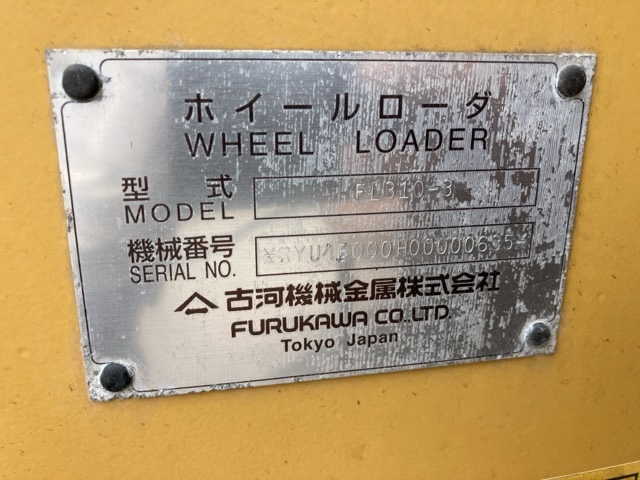 ホイールローダ
WHEEL LOADER
型式
MODEL FL310-3
機械番号
SERIAL NO.
古河機械金属株式会社
FURUKAWA CO.,LTD.
Tokyo Japan